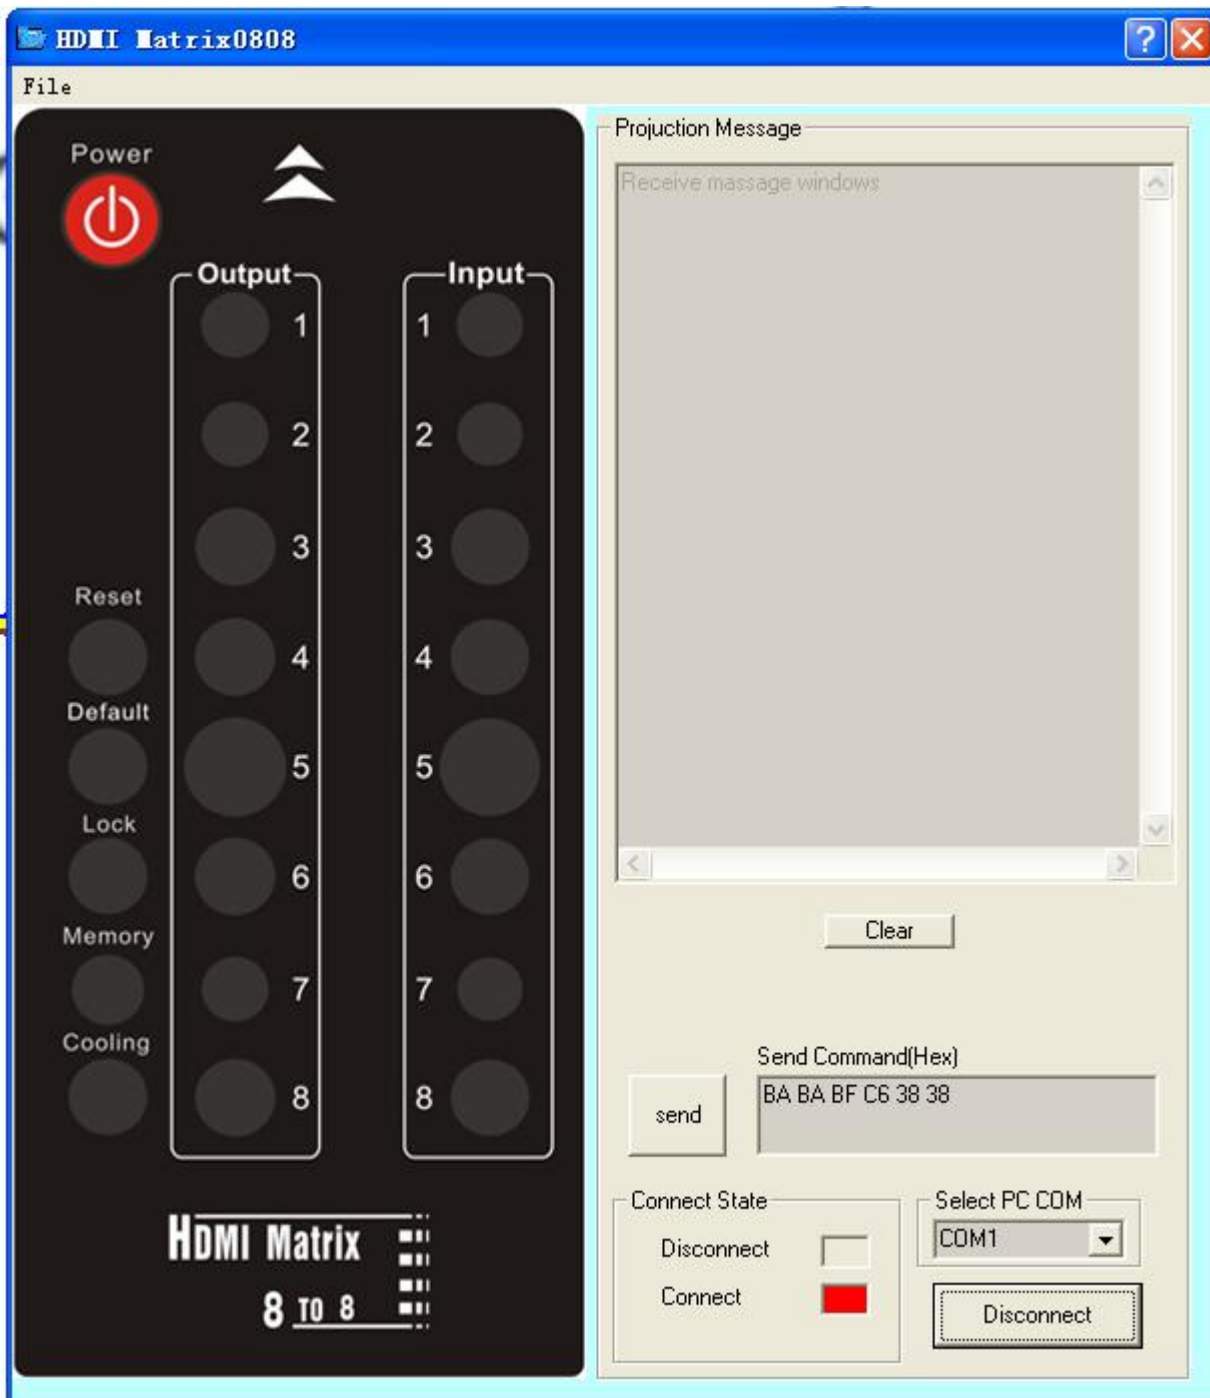 HDMI Matrix0808
File
Power
Output
Input
1
1
2
2
3
3
Reset
4
4
Default
5
5
Lock
6
6
Memory
7
7
Cooling
8
8
HDMI Matrix
8 TO 8
Projuction Message
Receive massage windows
Clear
Send Command(Hex)
send
BA BA BF C6 38 38
Connect State
Disconnect
Connect
Select PC COM
COM1
Disconnect